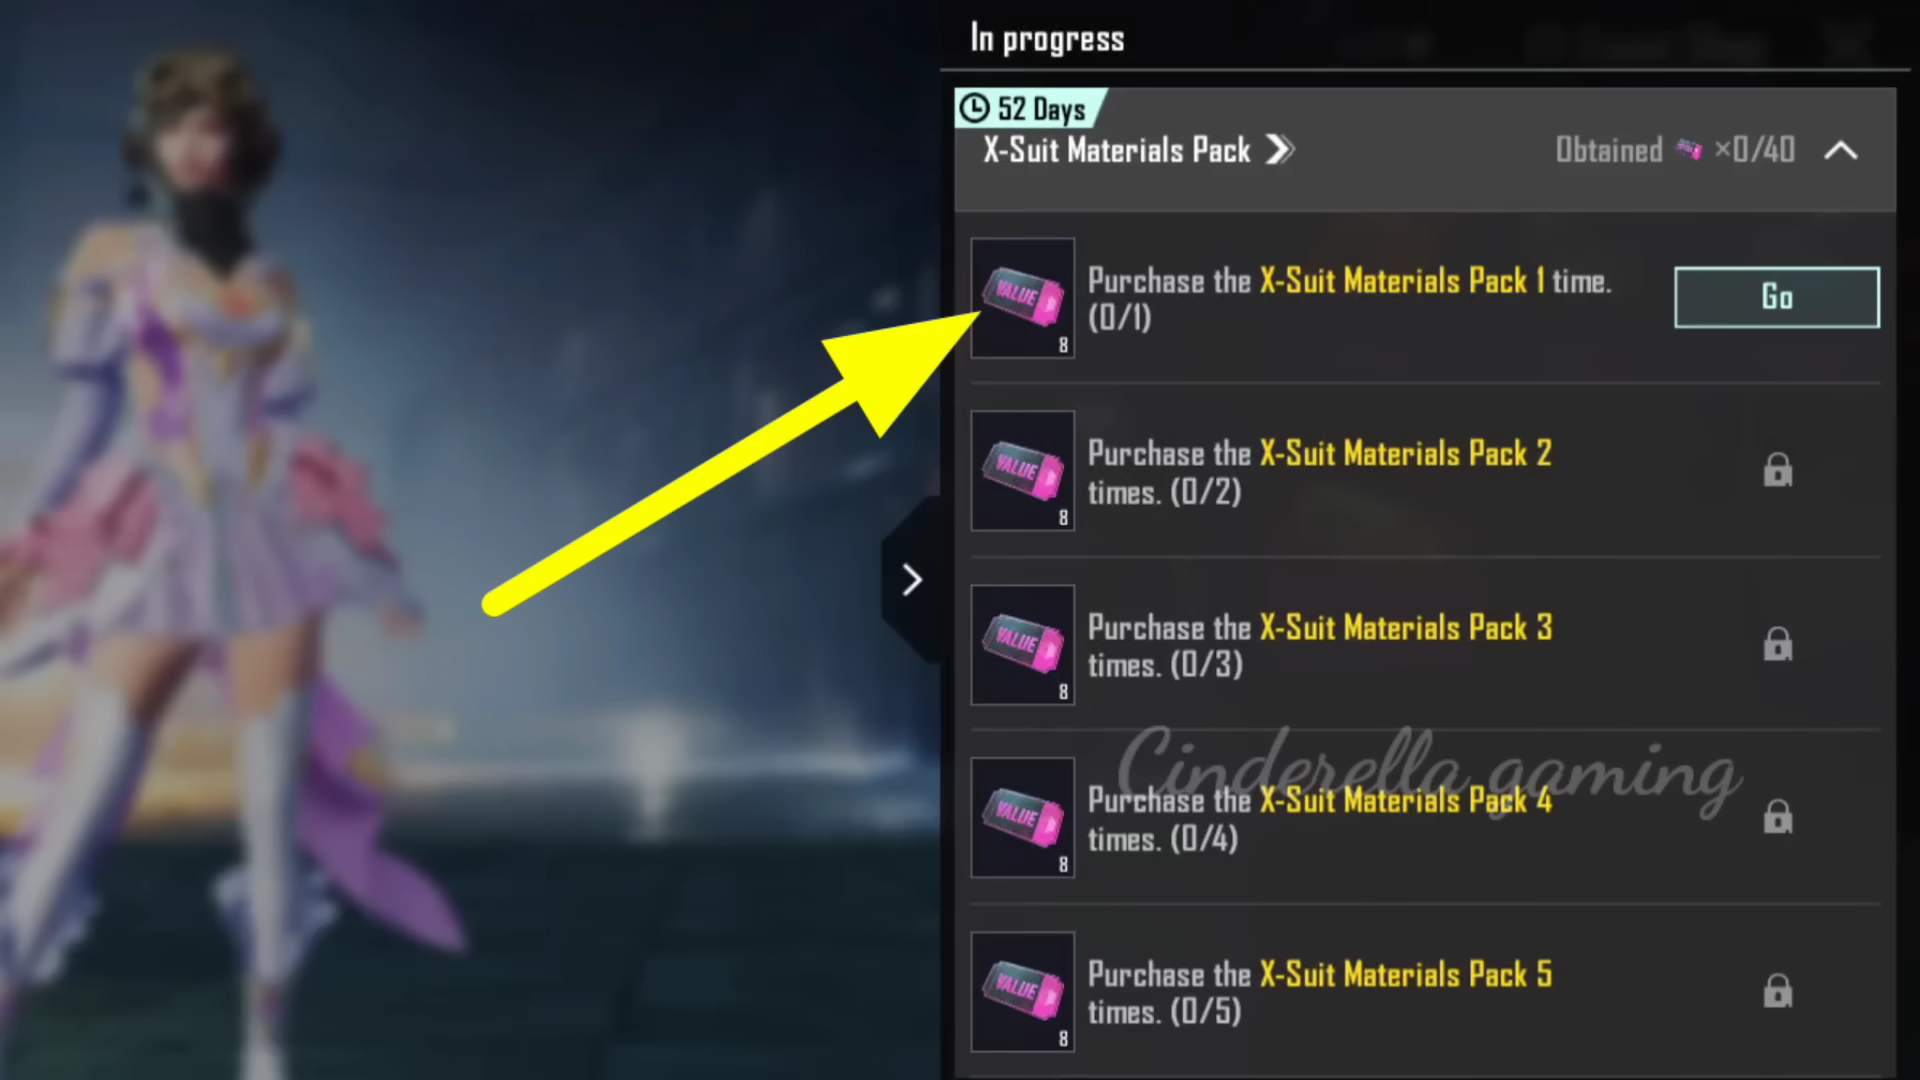 In progress
52 Days
X-Suit Materials Pack
Obtained ×0/40
VALUE
8
Purchase the X-Suit Materials Pack 1 time.
(0/1)
Go
VALUE
8
Purchase the X-Suit Materials Pack 2
times. (0/2)
VALUE
8
Purchase the X-Suit Materials Pack 3
times. (0/3)
Cinderella gaming
VALUE
8
Purchase the X-Suit Materials Pack 4
times. (0/4)
VALUE
8
Purchase the X-Suit Materials Pack 5
times. (0/5)